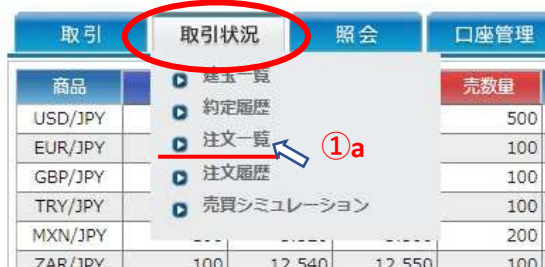 取引 取引状況 照会 口座管理
商品 売数量
建玉一覧
USD/JPY 500
約定履歴
EUR/JPY 100
注文一覧 ①a
GBP/JPY 100
注文履歴
TRY/JPY 100
売買シミュレーション
MXN/JPY 200
ZAR/JPY 100 12.540 12.550 100